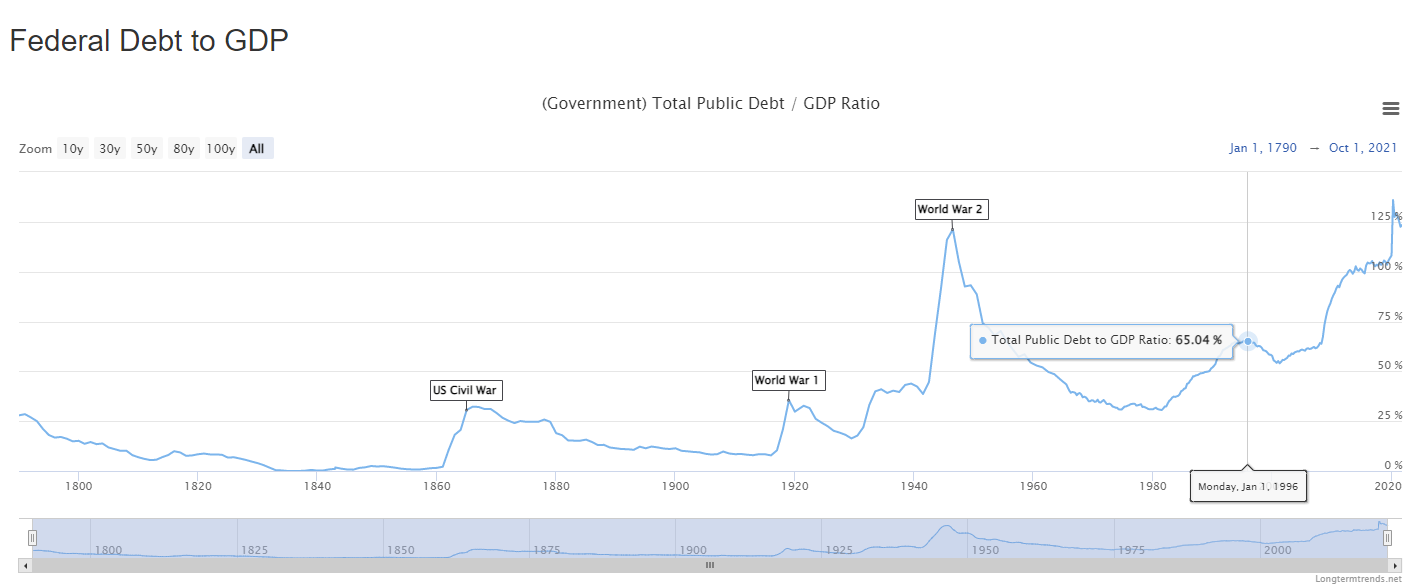 Federal Debt to GDP
(Government) Total Public Debt / GDP Ratio
Zoom 10y 30y 50y 80y 100y All
Jan 1, 1790 → Oct 1, 2021
World War 2
125 %
100 %
75 %
Total Public Debt to GDP Ratio: 65.04 %
World War 1
US Civil War
50 %
25 %
0 %
1800 1820 1840 1860 1880 1900 1920 1940 1960 1980 2020
Monday, Jan 1, 1996
1800 1825 1850 1875 1900 1925 1950 1975 2000
Longtermtrends.net